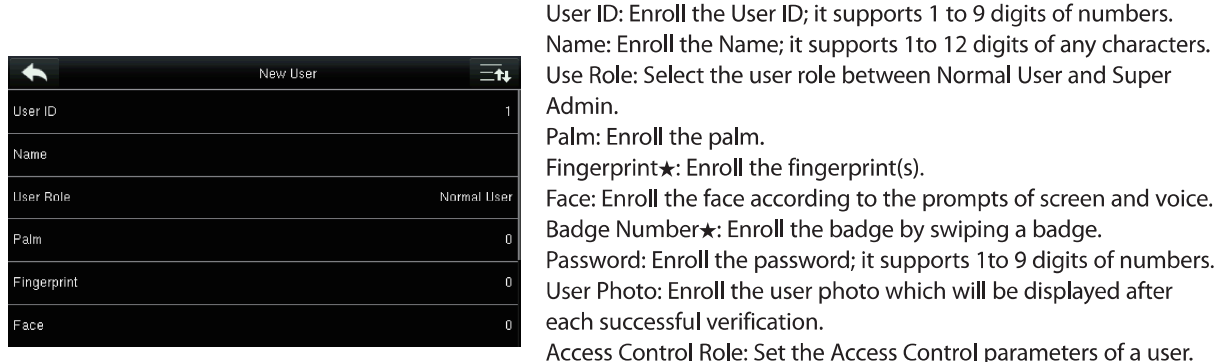 New User
User ID 1
Name
User Role Normal User
Palm 0
Fingerprint 0
Face 0
User ID: Enroll the User ID; it supports 1 to 9 digits of numbers.
Name: Enroll the Name; it supports 1to 12 digits of any characters.
Use Role: Select the user role between Normal User and Super
Admin.
Palm: Enroll the palm.
Fingerprint★: Enroll the fingerprint(s).
Face: Enroll the face according to the prompts of screen and voice.
Badge Number★: Enroll the badge by swiping a badge.
Password: Enroll the password; it supports 1to 9 digits of numbers.
User Photo: Enroll the user photo which will be displayed after
each successful verification.
Access Control Role: Set the Access Control parameters of a user.